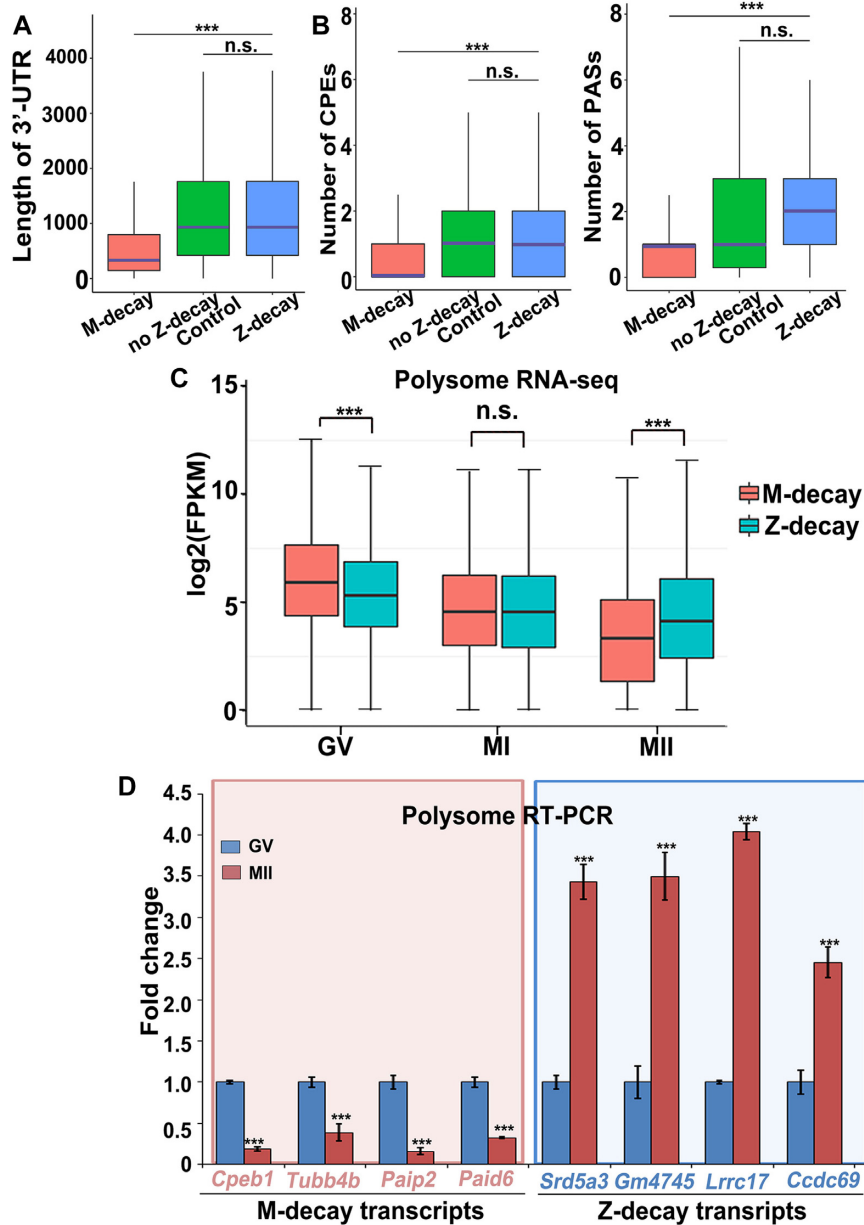 A
Length of 3'-UTR
4000
3000
2000
1000
0
***
n.s.
M-decay
no Z-decay
Control
Z-decay
B
Number of CPEs
8
6
4
2
0
***
n.s.
M-decay
no Z-decay
Control
Z-decay
Number of PASs
8
6
4
2
0
***
n.s.
M-decay
no Z-decay
Control
Z-decay
C
Polysome RNA-seq
log2(FPKM)
15
10
5
0
***
n.s.
***
GV
MI
MII
M-decay
Z-decay
D
Polysome RT-PCR
Fold change
4.5
4.0
3.5
3.0
2.5
2.0
1.5
1.0
0.5
0
GV
MII
***
***
***
***
***
***
***
***
Cpeb1 Tubb4b Paip2 Paid6 Srd5a3 Gm4745 Lrrc17 Ccdc69
M-decay transcripts
Z-decay transcripts